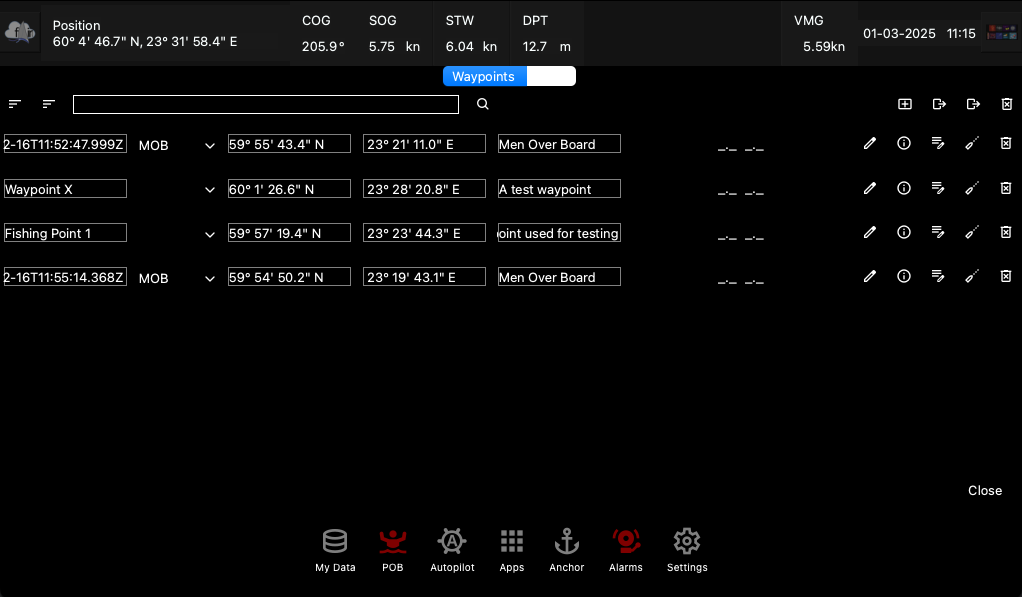 Position
60° 4' 46.7" N, 23° 31' 58.4" E
COG
205.9°
SOG
5.75 kn
STW
6.04 kn
DPT
12.7 m
VMG
5.59kn
01-03-2025 11:15
Waypoints
2-16T11:52:47.999Z MOB 59° 55' 43.4" N 23° 21' 11.0" E Men Over Board _._ _._
Waypoint X 60° 1' 26.6" N 23° 28' 20.8" E A test waypoint _._ _._
Fishing Point 1 59° 57' 19.4" N 23° 23' 44.3" E oint used for testing _._ _._
2-16T11:55:14.368Z MOB 59° 54' 50.2" N 23° 19' 43.1" E Men Over Board _._ _._
Close
My Data POB Autopilot Apps Anchor Alarms Settings